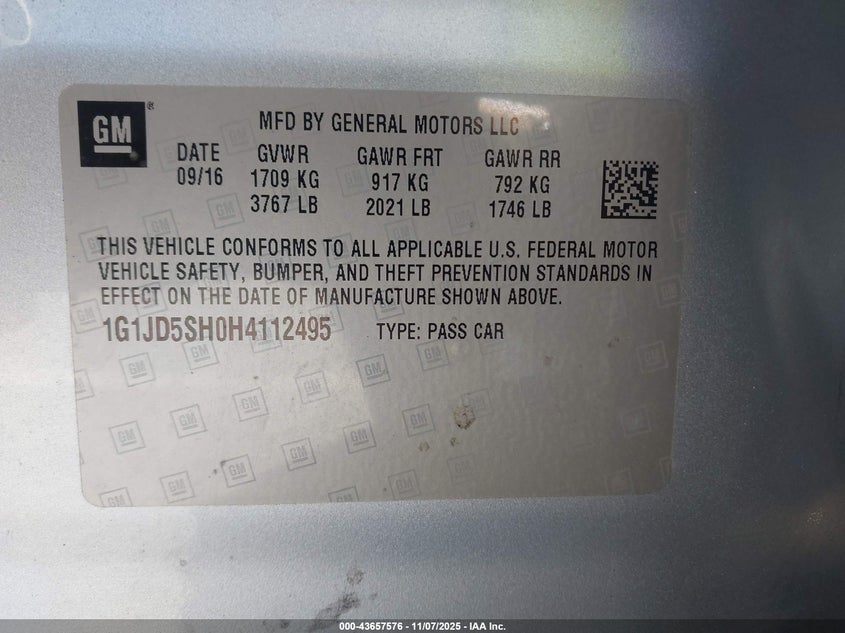 GM
MFD BY GENERAL MOTORS LLC
DATE GVWR GAWR FRT GAWR RR
09/16 1709 KG 917 KG 792 KG
3767 LB 2021 LB 1746 LB
THIS VEHICLE CONFORMS TO ALL APPLICABLE U.S. FEDERAL MOTOR
VEHICLE SAFETY, BUMPER, AND THEFT PREVENTION STANDARDS IN
EFFECT ON THE DATE OF MANUFACTURE SHOWN ABOVE.
1G1JD5SH0H4112495 TYPE: PASS CAR
000-43657576 - 11/07/2025 - IAA Inc.